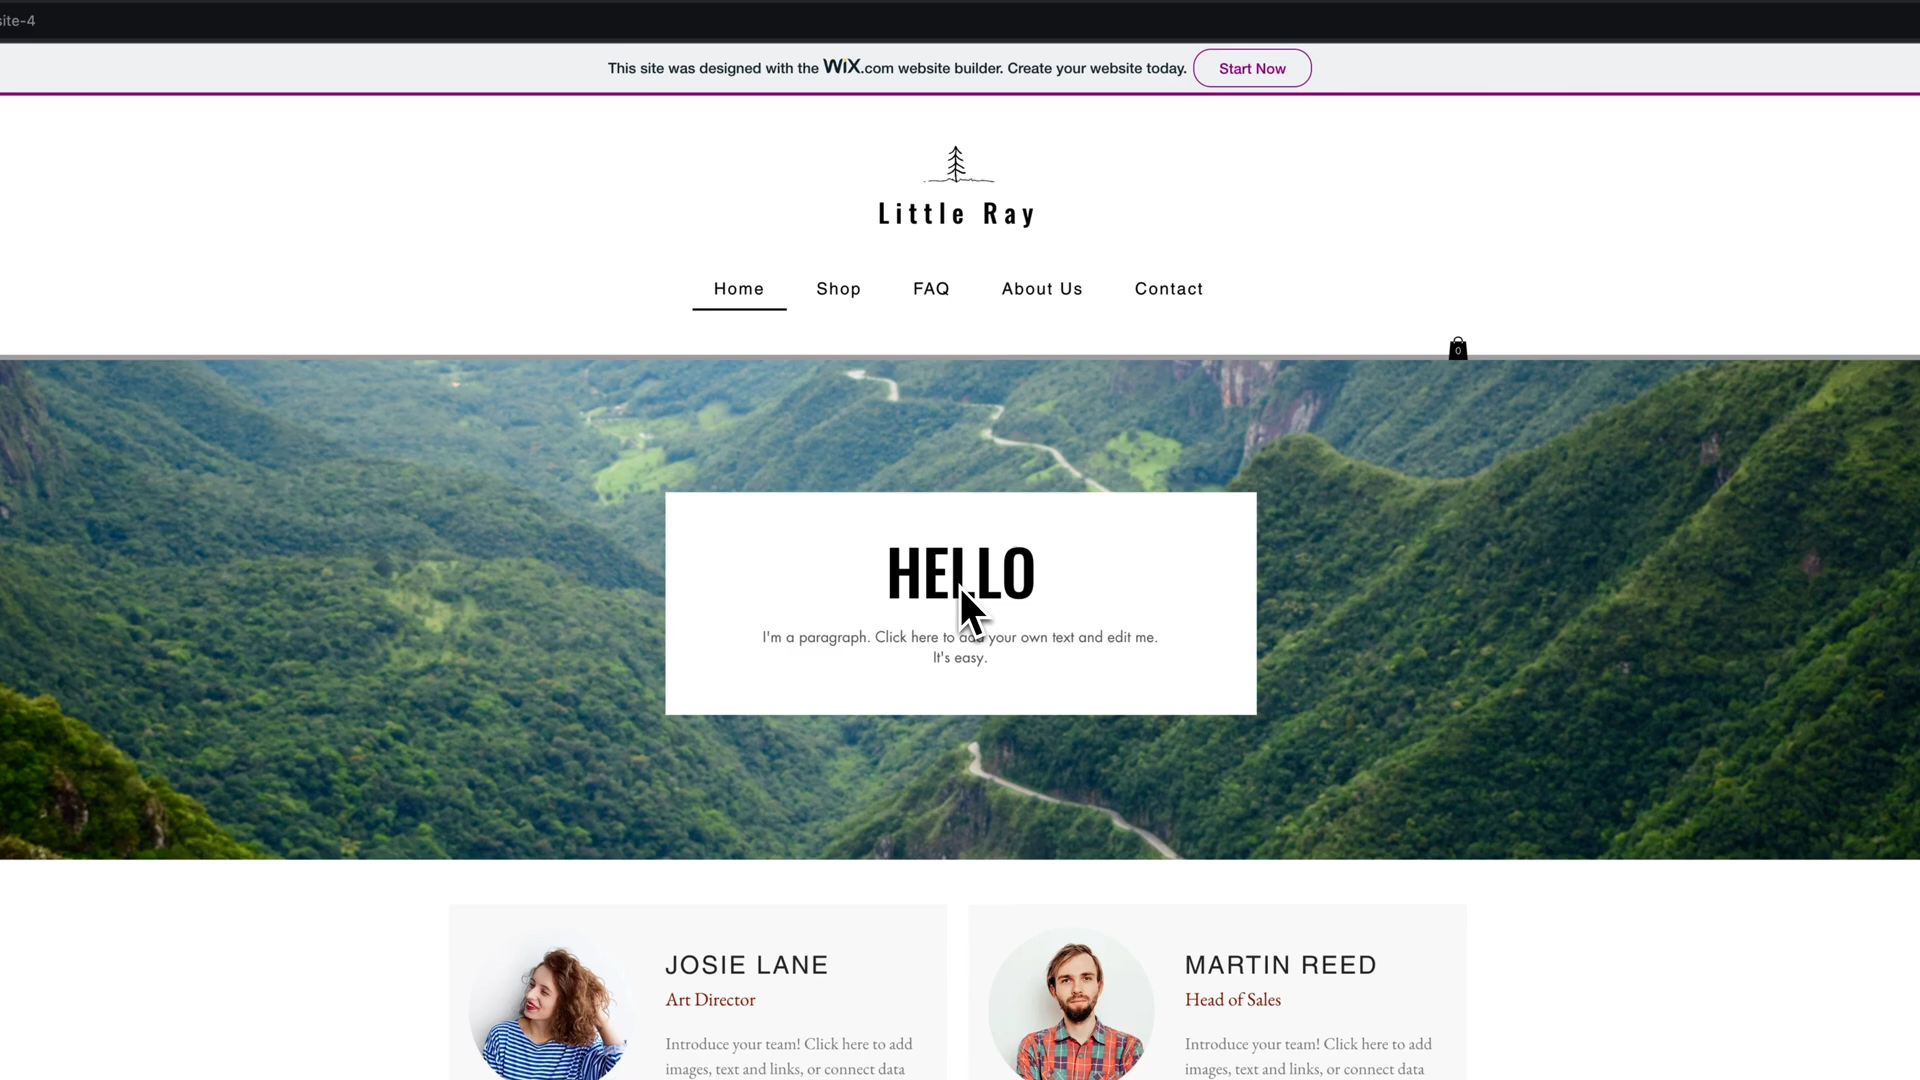 site-4
This site was designed with the WiX.com website builder. Create your website today. Start Now
Little Ray
Home Shop FAQ About Us Contact
0
HELLO
I'm a paragraph. Click here to add your own text and edit me.
It's easy.
JOSIE LANE
Art Director
Introduce your team! Click here to add
images, text and links, or connect data
MARTIN REED
Head of Sales
Introduce your team! Click here to add
images, text and links, or connect data